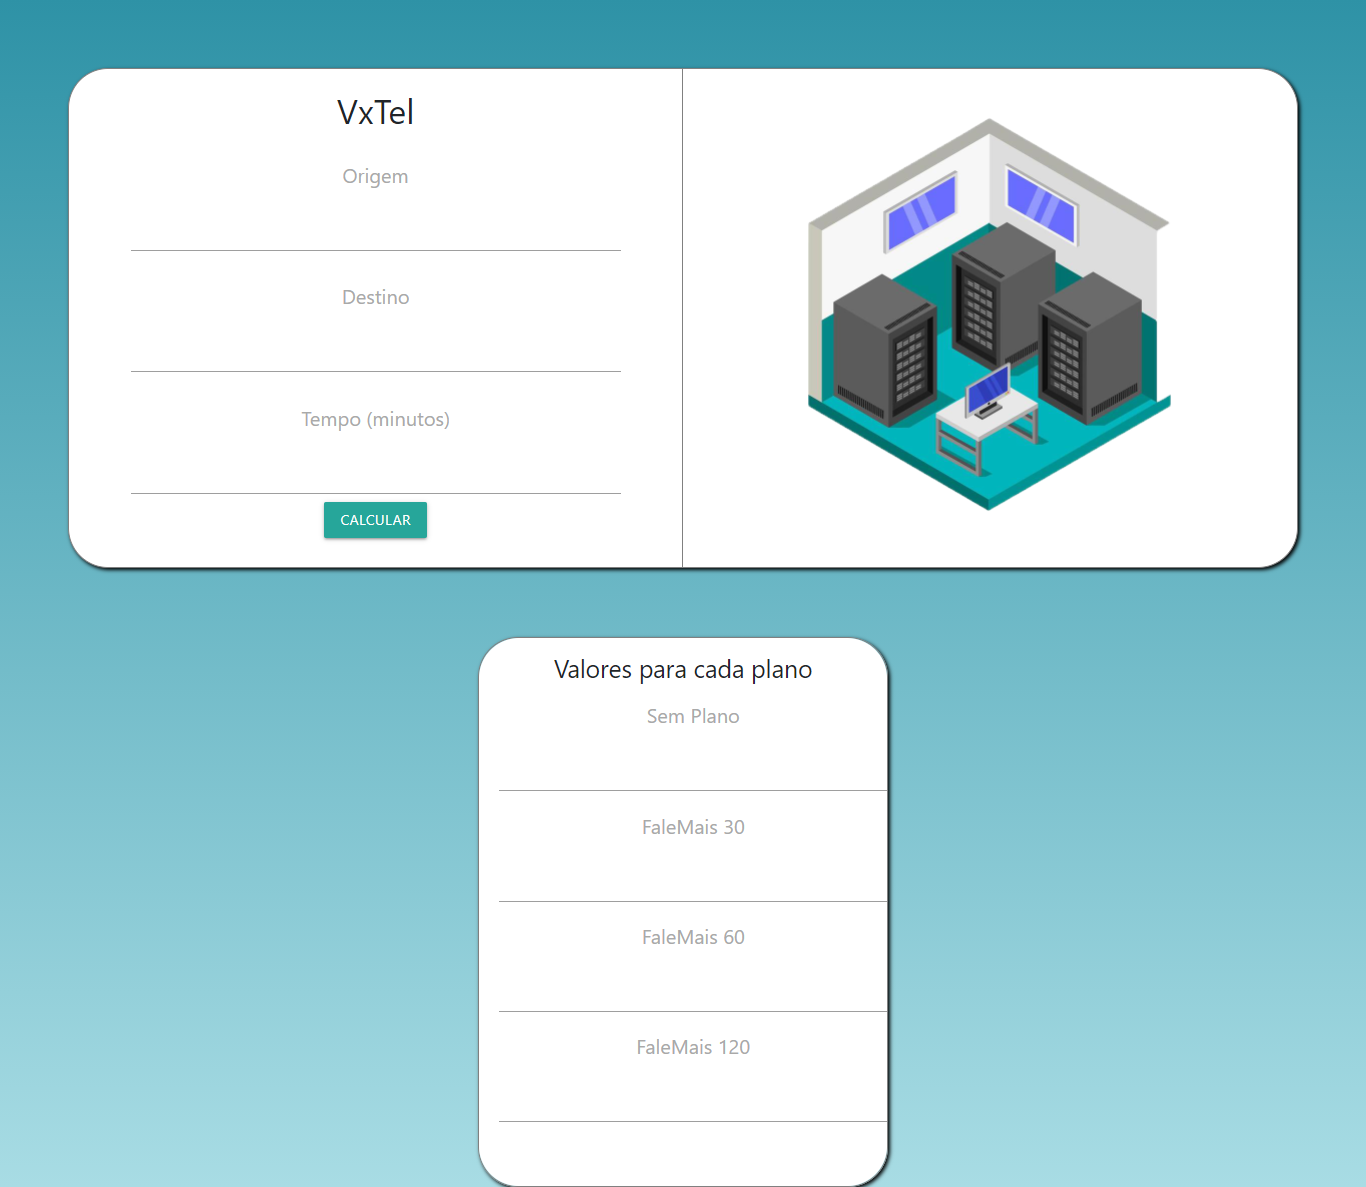 VxTel
Origem
Destino
Tempo (minutos)
CALCULAR
Valores para cada plano
Sem Plano
FaleMais 30
FaleMais 60
FaleMais 120